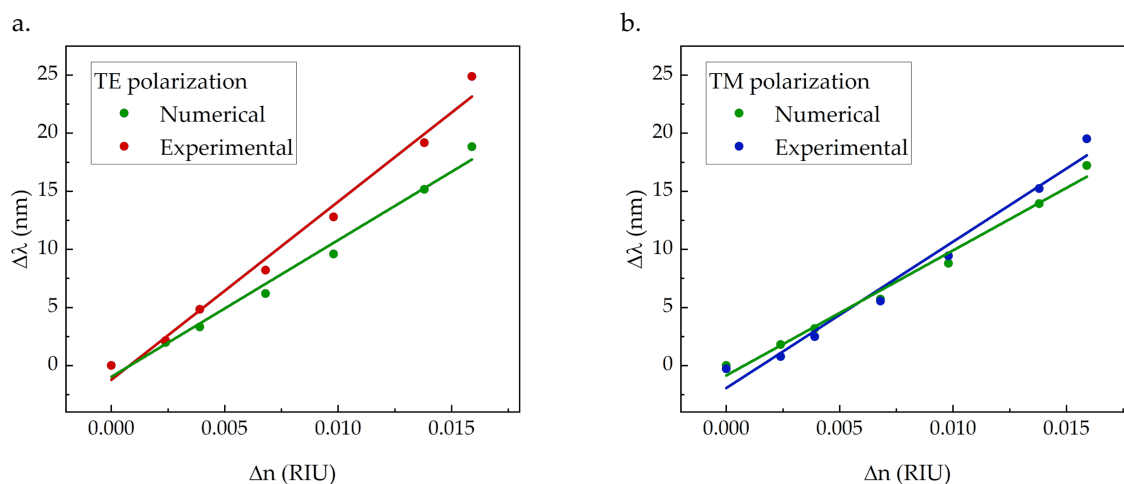 a.
TE polarization
Numerical
Experimental
25
20
15
10
5
0
Δλ (nm)
0.000 0.005 0.010 0.015
Δn (RIU)
b.
TM polarization
Numerical
Experimental
25
20
15
10
5
0
Δλ (nm)
0.000 0.005 0.010 0.015
Δn (RIU)